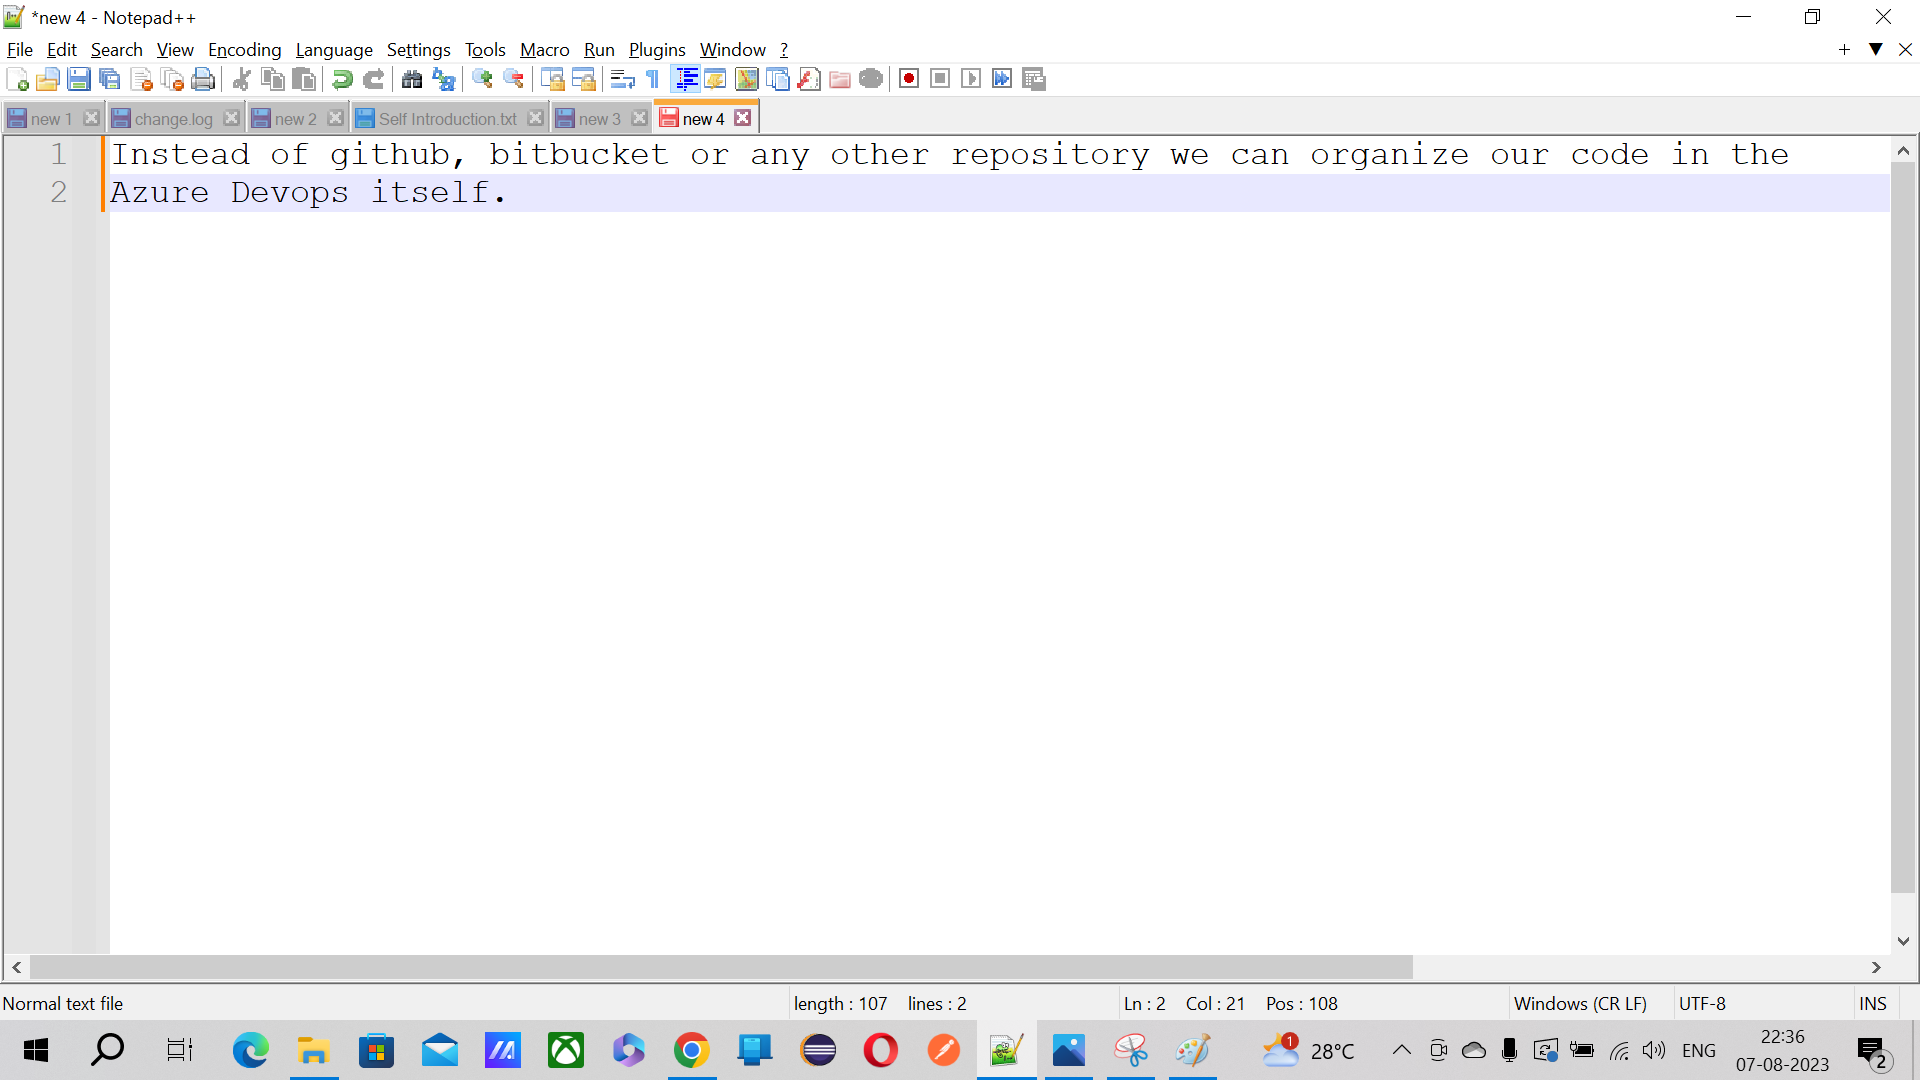 *new 4 - Notepad++
File Edit Search View Encoding Language Settings Tools Macro Run Plugins Window ?
new 1 change.log new 2 Self Introduction.txt new 3 new 4
1 Instead of github, bitbucket or any other repository we can organize our code in the
2 Azure Devops itself.
Normal text file length : 107 lines : 2 Ln : 2 Col : 21 Pos : 108 Windows (CR LF) UTF-8 INS
1 28°C ENG 22:36
07-08-2023 2